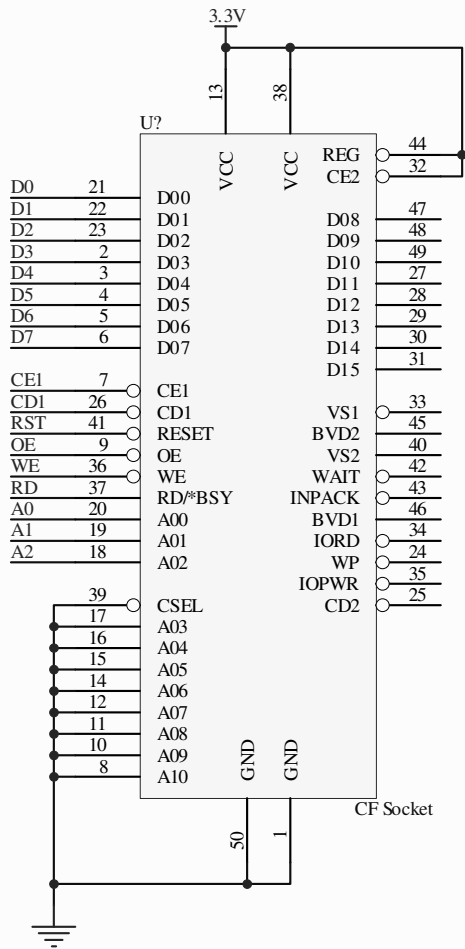 3.3V
13
38
U?
VCC
VCC
REG 44
CE2 32
D0 21 D00
D1 22 D01 D08 47
D2 23 D02 D09 48
D3 2 D03 D10 49
D4 3 D04 D11 27
D5 4 D05 D12 28
D6 5 D06 D13 29
D7 6 D07 D14 30
D15 31
CE1 7 CE1
CD1 26 CD1 VS1 33
RST 41 RESET BVD2 45
OE 9 OE VS2 40
WE 36 WE WAIT 42
RD 37 RD/*BSY INPACK 43
A0 20 A00 BVD1 46
A1 19 A01 IORD 34
A2 18 A02 WP 24
IOPWR 35
39 CSEL CD2 25
17 A03
16 A04
15 A05
14 A06
12 A07
11 A08
10 A09
8 A10
GND
GND
CF Socket
50
1